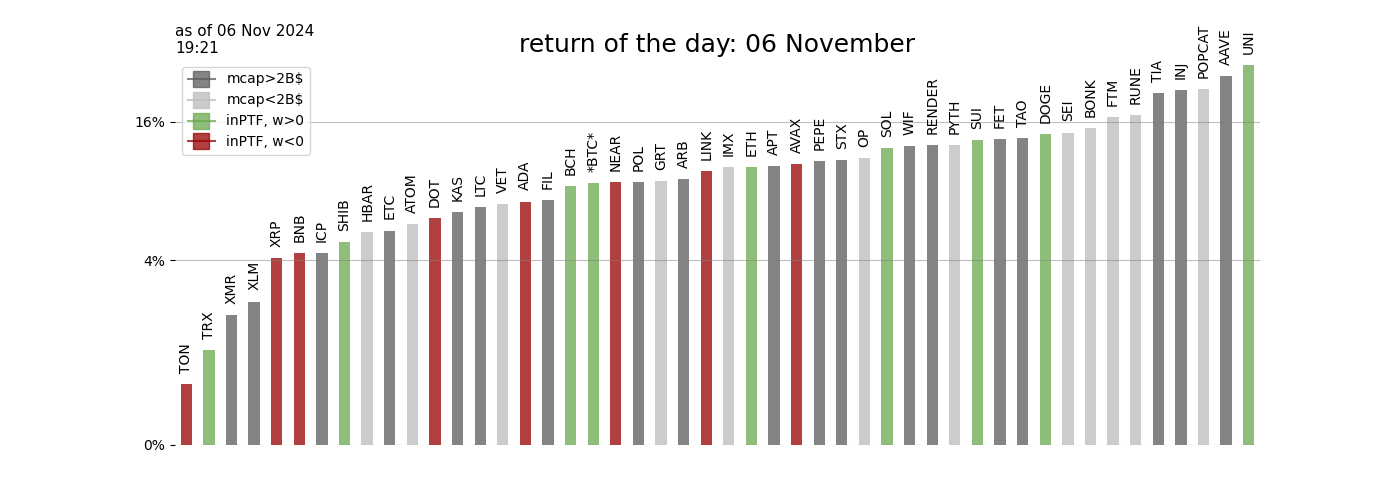 as of 06 Nov 2024
19:21
return of the day: 06 November
mcap>2B$
mcap<2B$
inPTF, w>0
inPTF, w<0
16%
4%
0%
TON
TRX
XMR
XLM
XRP
BNB
ICP
SHIB
HBAR
ETC
ATOM
DOT
KAS
LTC
VET
ADA
FIL
BCH
*BTC*
NEAR
POL
GRT
ARB
LINK
IMX
ETH
APT
AVAX
PEPE
STX
OP
SOL
WIF
RENDER
PYTH
SUI
FET
TAO
DOGE
SEI
BONK
FTM
RUNE
TIA
INJ
POPCAT
AAVE
UNI